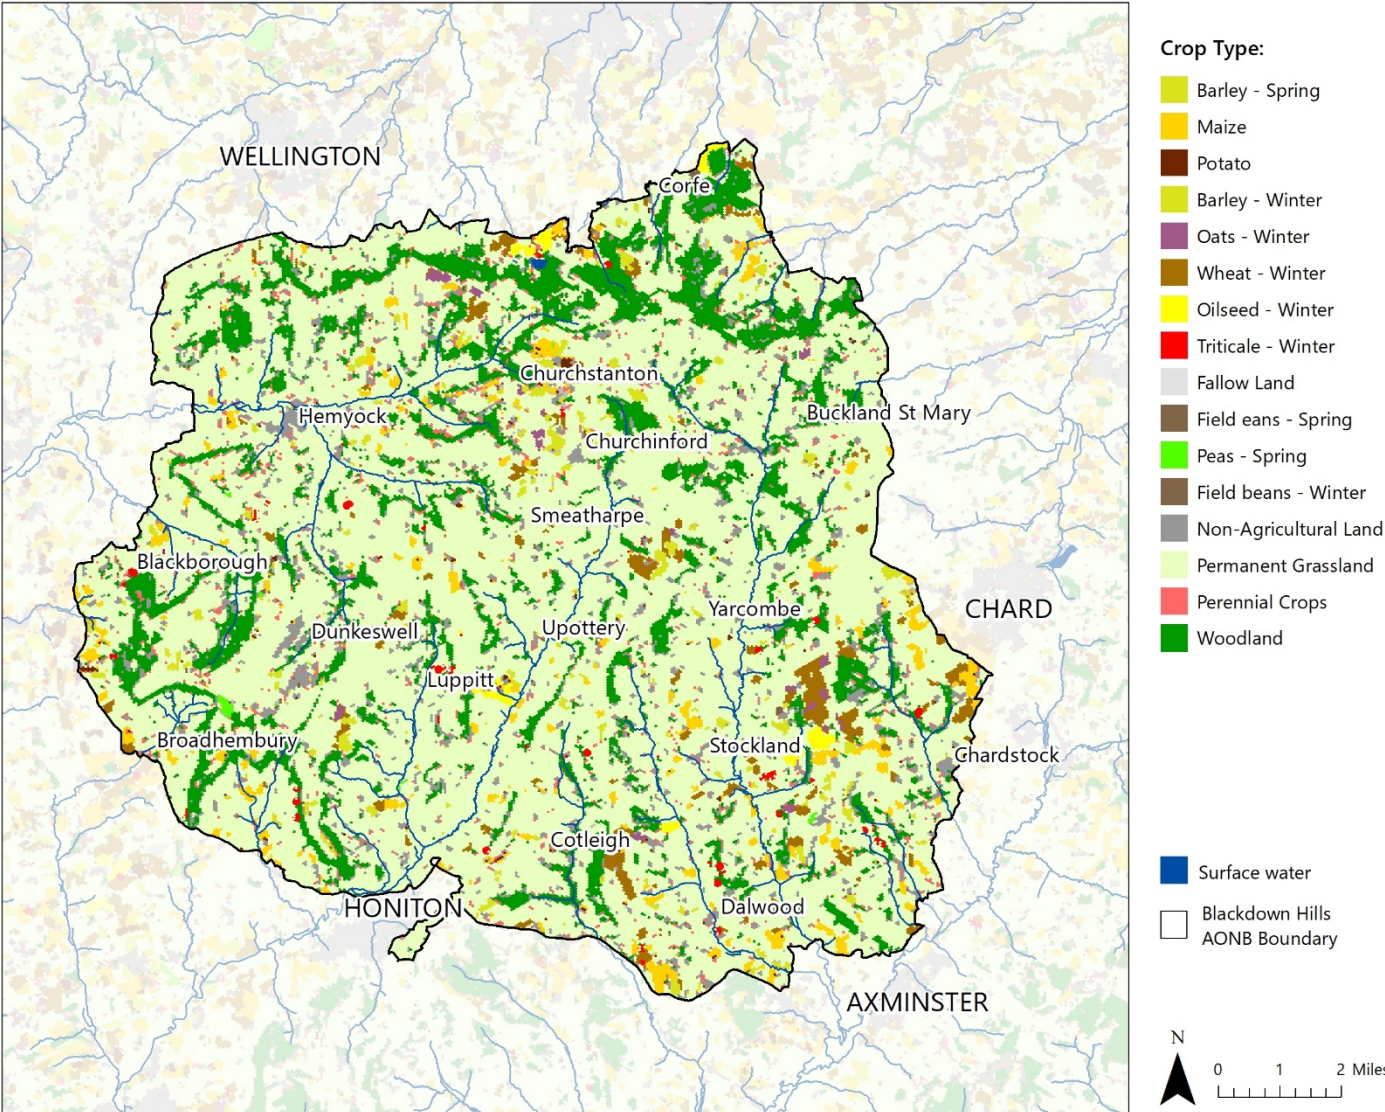 Crop Type:
Barley - Spring
Maize
Potato
Barley - Winter
Oats - Winter
Wheat - Winter
Oilseed - Winter
Triticale - Winter
Fallow Land
Field eans - Spring
Peas - Spring
Field beans - Winter
Non-Agricultural Land
Permanent Grassland
Perennial Crops
Woodland
Surface water
Blackdown Hills
AONB Boundary
N
0 1 2 Miles
WELLINGTON
Corfe
Churchstanton
Hemyock
Buckland St Mary
Churchinford
Smeatharpe
Blackborough
CHARD
Yarcombe
Dunkeswell
Upottery
Luppitt
Broadhembury
Stockland
Chardstock
Cotleigh
Dalwood
HONITON
AXMINSTER